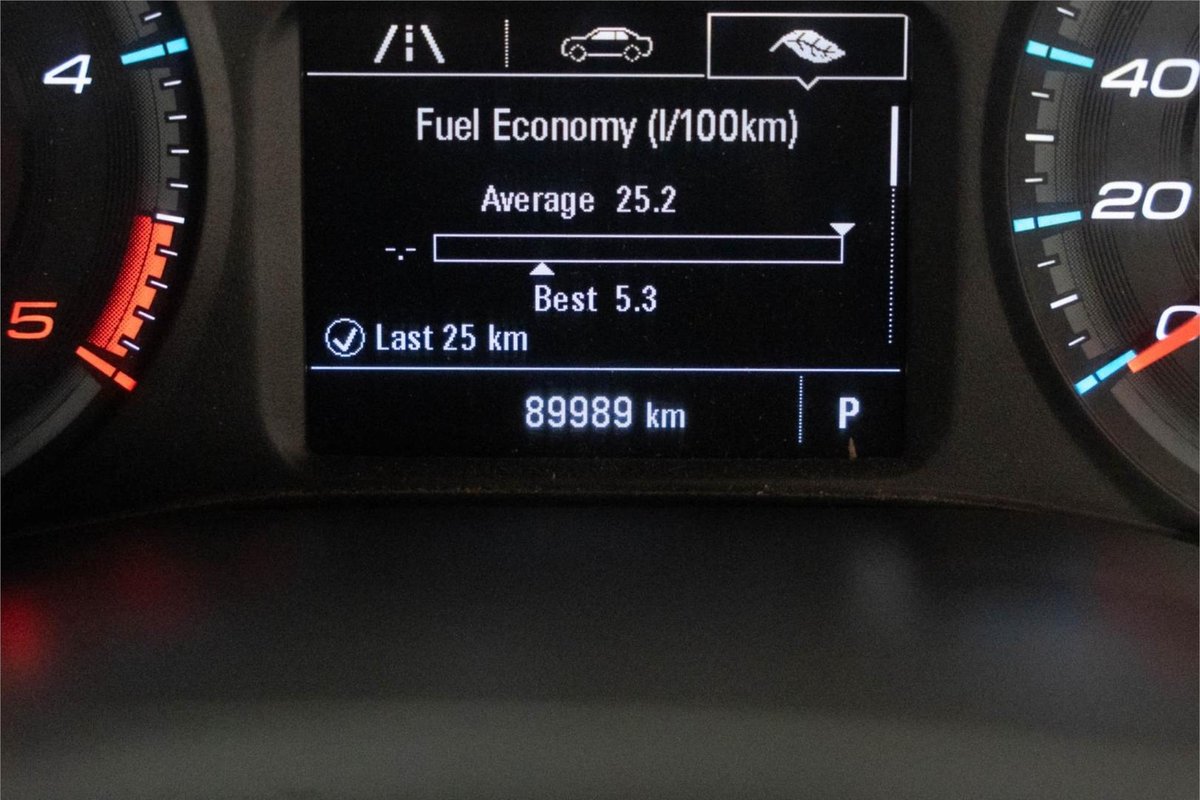 4
5
Fuel Economy (l/100km)
Average 25.2
-.-
Best 5.3
Last 25 km
89989 km
P
40
20
0